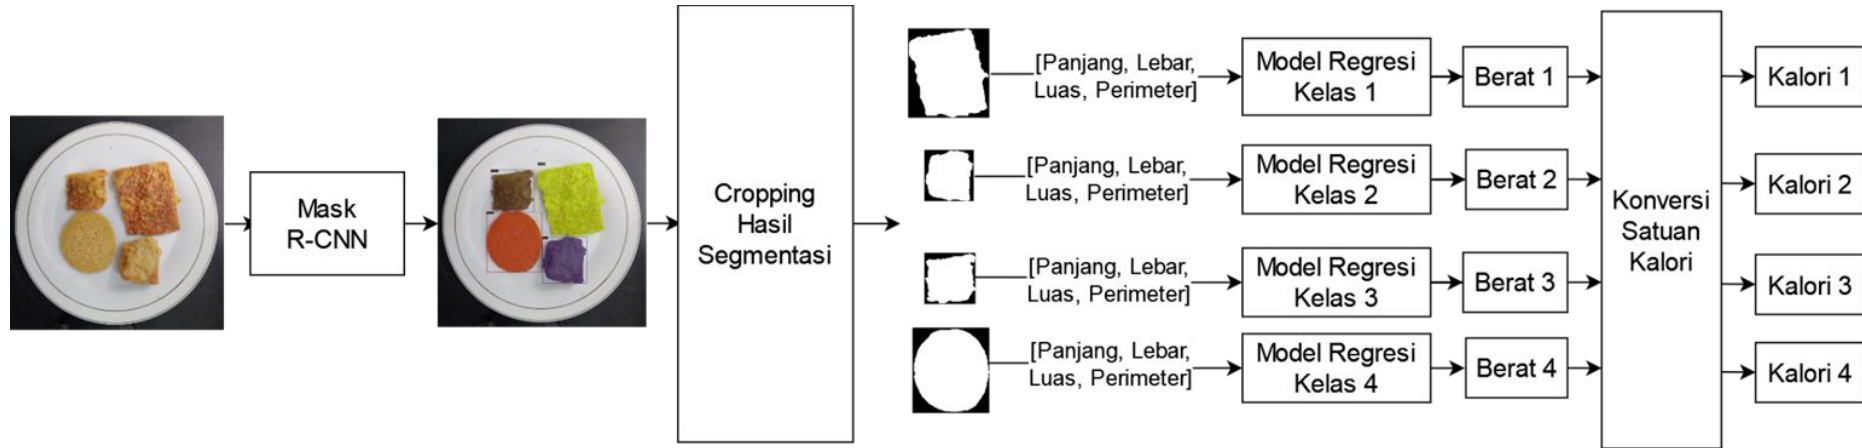 Mask
R-CNN
Cropping
Hasil
Segmentasi
[Panjang, Lebar,
Luas, Perimeter]
Model Regresi
Kelas 1
Berat 1
[Panjang, Lebar,
Luas, Perimeter]
Model Regresi
Kelas 2
Berat 2
[Panjang, Lebar,
Luas, Perimeter]
Model Regresi
Kelas 3
Berat 3
[Panjang, Lebar,
Luas, Perimeter]
Model Regresi
Kelas 4
Berat 4
Konversi
Satuan
Kalori
Kalori 1
Kalori 2
Kalori 3
Kalori 4